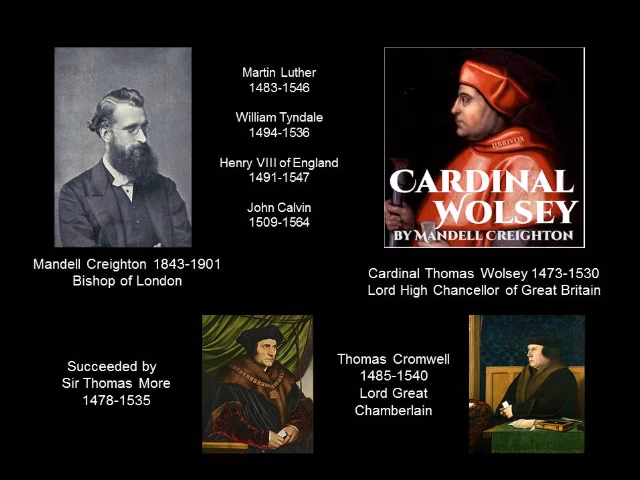 Martin Luther
1483-1546
William Tyndale
1494-1536
Henry VIII of England
1491-1547
John Calvin
1509-1564
LIBRIVOX
CARDINAL
WOLSEY
BY MANDELL CREIGHTON
Mandell Creighton 1843-1901
Bishop of London
Cardinal Thomas Wolsey 1473-1530
Lord High Chancellor of Great Britain
Succeeded by
Sir Thomas More
1478-1535
Thomas Cromwell
1485-1540
Lord Great
Chamberlain